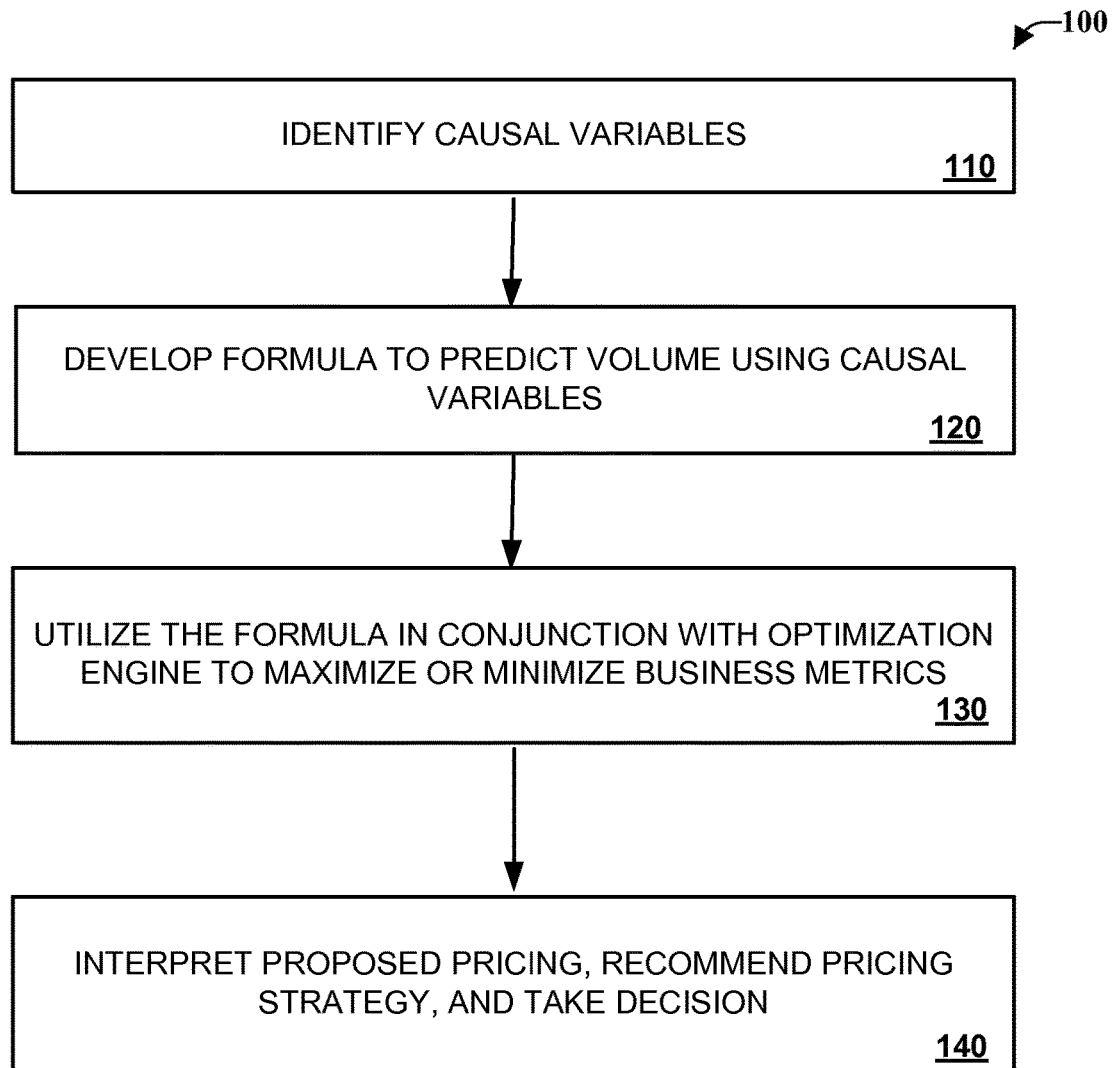 100
IDENTIFY CAUSAL VARIABLES
110
DEVELOP FORMULA TO PREDICT VOLUME USING CAUSAL
VARIABLES
120
UTILIZE THE FORMULA IN CONJUNCTION WITH OPTIMIZATION
ENGINE TO MAXIMIZE OR MINIMIZE BUSINESS METRICS
130
INTERPRET PROPOSED PRICING, RECOMMEND PRICING
STRATEGY, AND TAKE DECISION
140